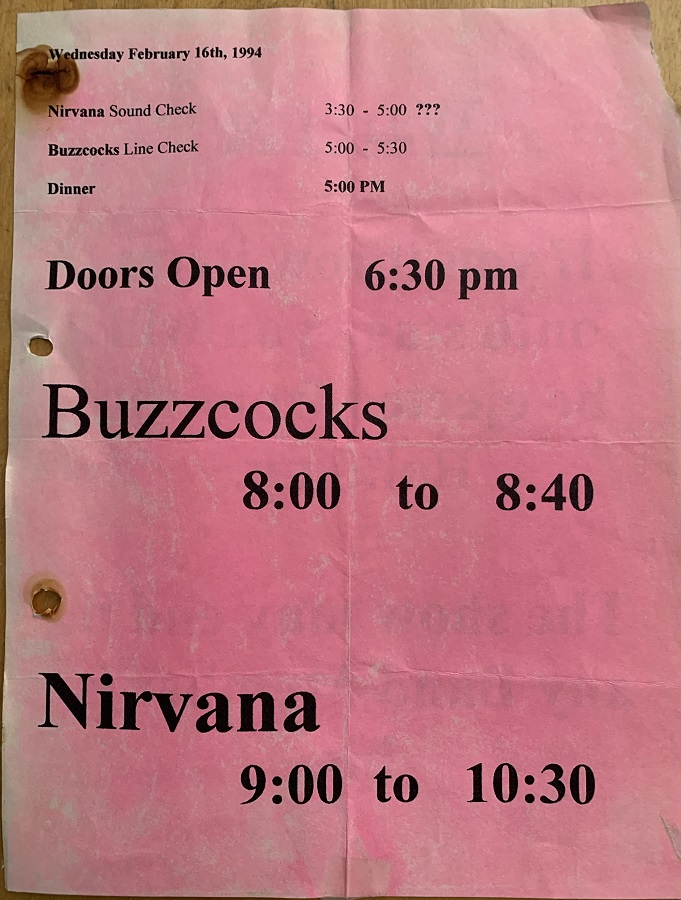 Wednesday February 16th, 1994
Nirvana Sound Check 3:30 - 5:00 ???
Buzzcocks Line Check 5:00 - 5:30
Dinner 5:00 PM
Doors Open 6:30 pm
Buzzcocks
8:00 to 8:40
Nirvana
9:00 to 10:30